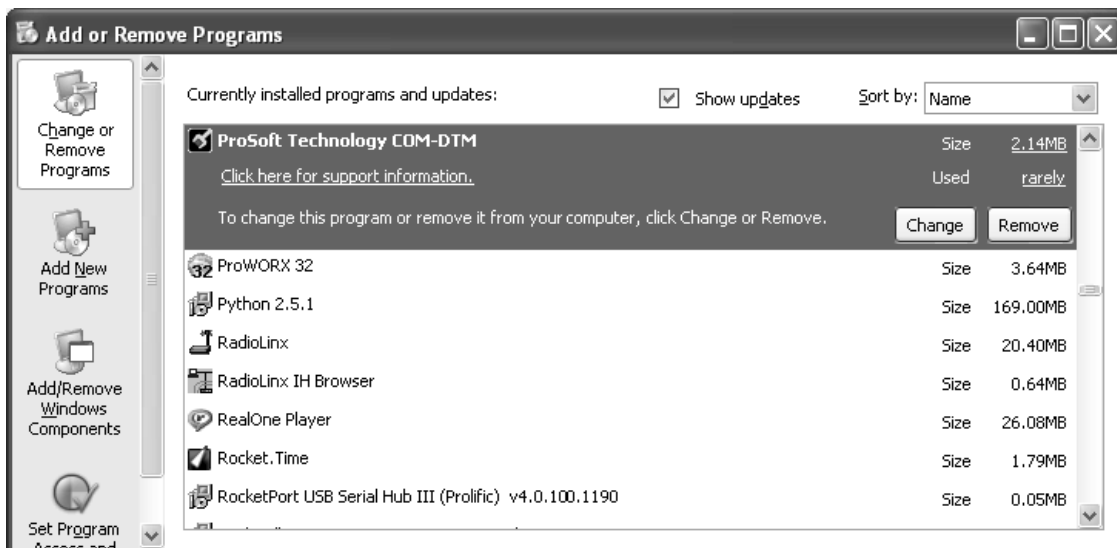 Add or Remove Programs
Change or
Remove
Programs
Add New
Programs
Add/Remove
Windows
Components
Set Program
Access and
Currently installed programs and updates:
Show updates
Sort by: Name
ProSoft Technology COM-DTM Size 2.14MB
Click here for support information. Used rarely
To change this program or remove it from your computer, click Change or Remove. Change Remove
32 ProWORX 32 Size 3.64MB
Python 2.5.1 Size 169.00MB
RadioLinx Size 20.40MB
RadioLinx IH Browser Size 0.64MB
RealOne Player Size 26.08MB
Rocket.Time Size 1.79MB
RocketPort USB Serial Hub III (Prolific) v4.0.100.1190 Size 0.05MB